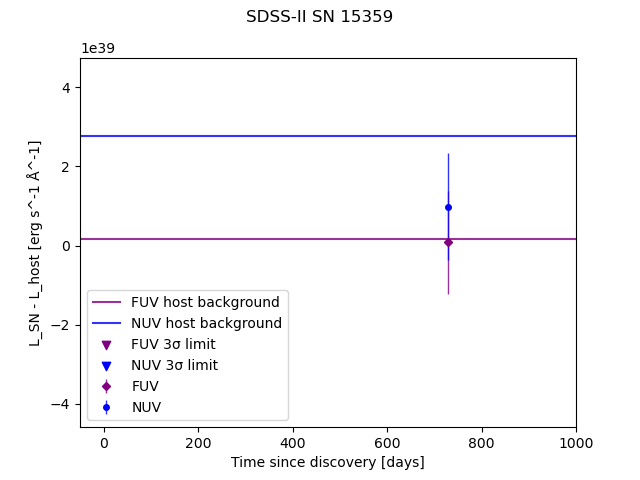 SDSS-II SN 15359
1e39
4
2
0
−2
−4
L_SN - L_host [erg s^-1 Å^-1]
FUV host background
NUV host background
FUV 3σ limit
NUV 3σ limit
FUV
NUV
0 200 400 600 800 1000
Time since discovery [days]